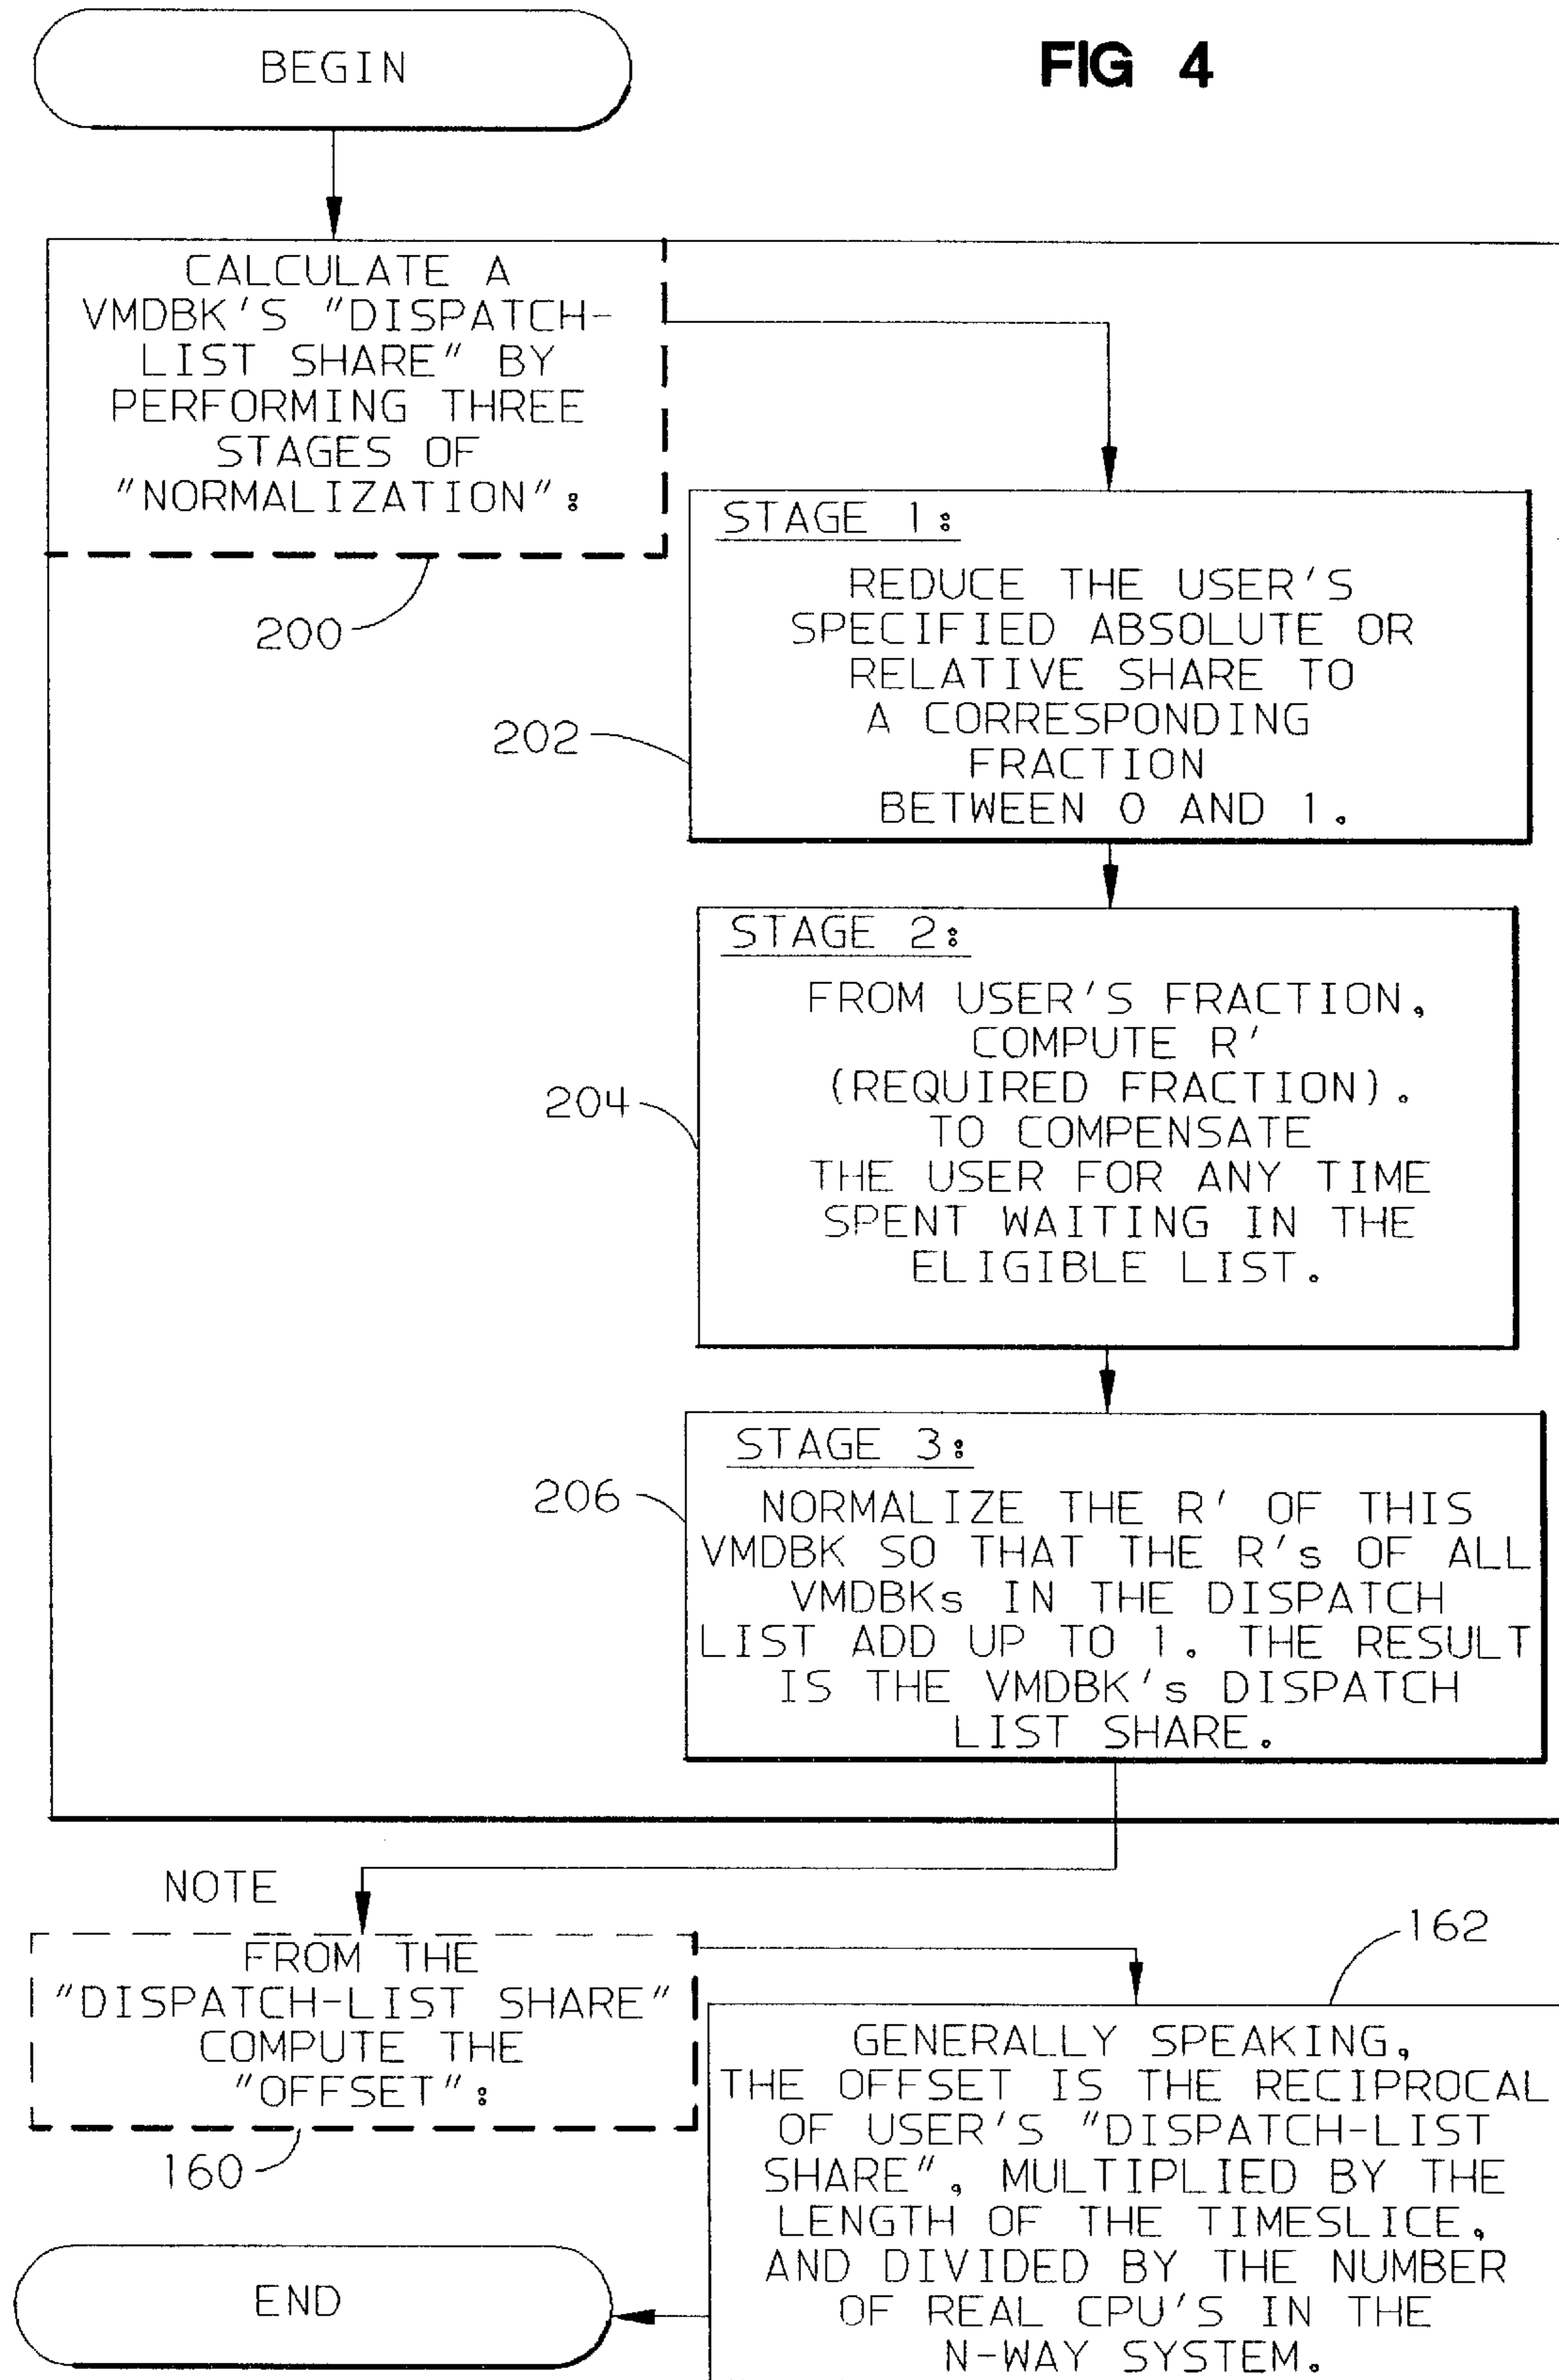 BEGIN
FIG 4
CALCULATE A
VMDBK'S "DISPATCH-
LIST SHARE" BY
PERFORMING THREE
STAGES OF
"NORMALIZATION":
200
STAGE 1:
REDUCE THE USER'S
SPECIFIED ABSOLUTE OR
RELATIVE SHARE TO
A CORRESPONDING
FRACTION
BETWEEN 0 AND 1.
202
STAGE 2:
FROM USER'S FRACTION,
COMPUTE R'
(REQUIRED FRACTION).
TO COMPENSATE
THE USER FOR ANY TIME
SPENT WAITING IN THE
ELIGIBLE LIST.
204
STAGE 3:
NORMALIZE THE R' OF THIS
VMDBK SO THAT THE R's OF ALL
VMDBKs IN THE DISPATCH
LIST ADD UP TO 1. THE RESULT
IS THE VMDBK's DISPATCH
LIST SHARE.
206
NOTE
FROM THE
"DISPATCH-LIST SHARE"
COMPUTE THE
"OFFSET":
160
162
GENERALLY SPEAKING,
THE OFFSET IS THE RECIPROCAL
OF USER'S "DISPATCH-LIST
SHARE", MULTIPLIED BY THE
LENGTH OF THE TIMESLICE,
AND DIVIDED BY THE NUMBER
OF REAL CPU'S IN THE
N-WAY SYSTEM.
END